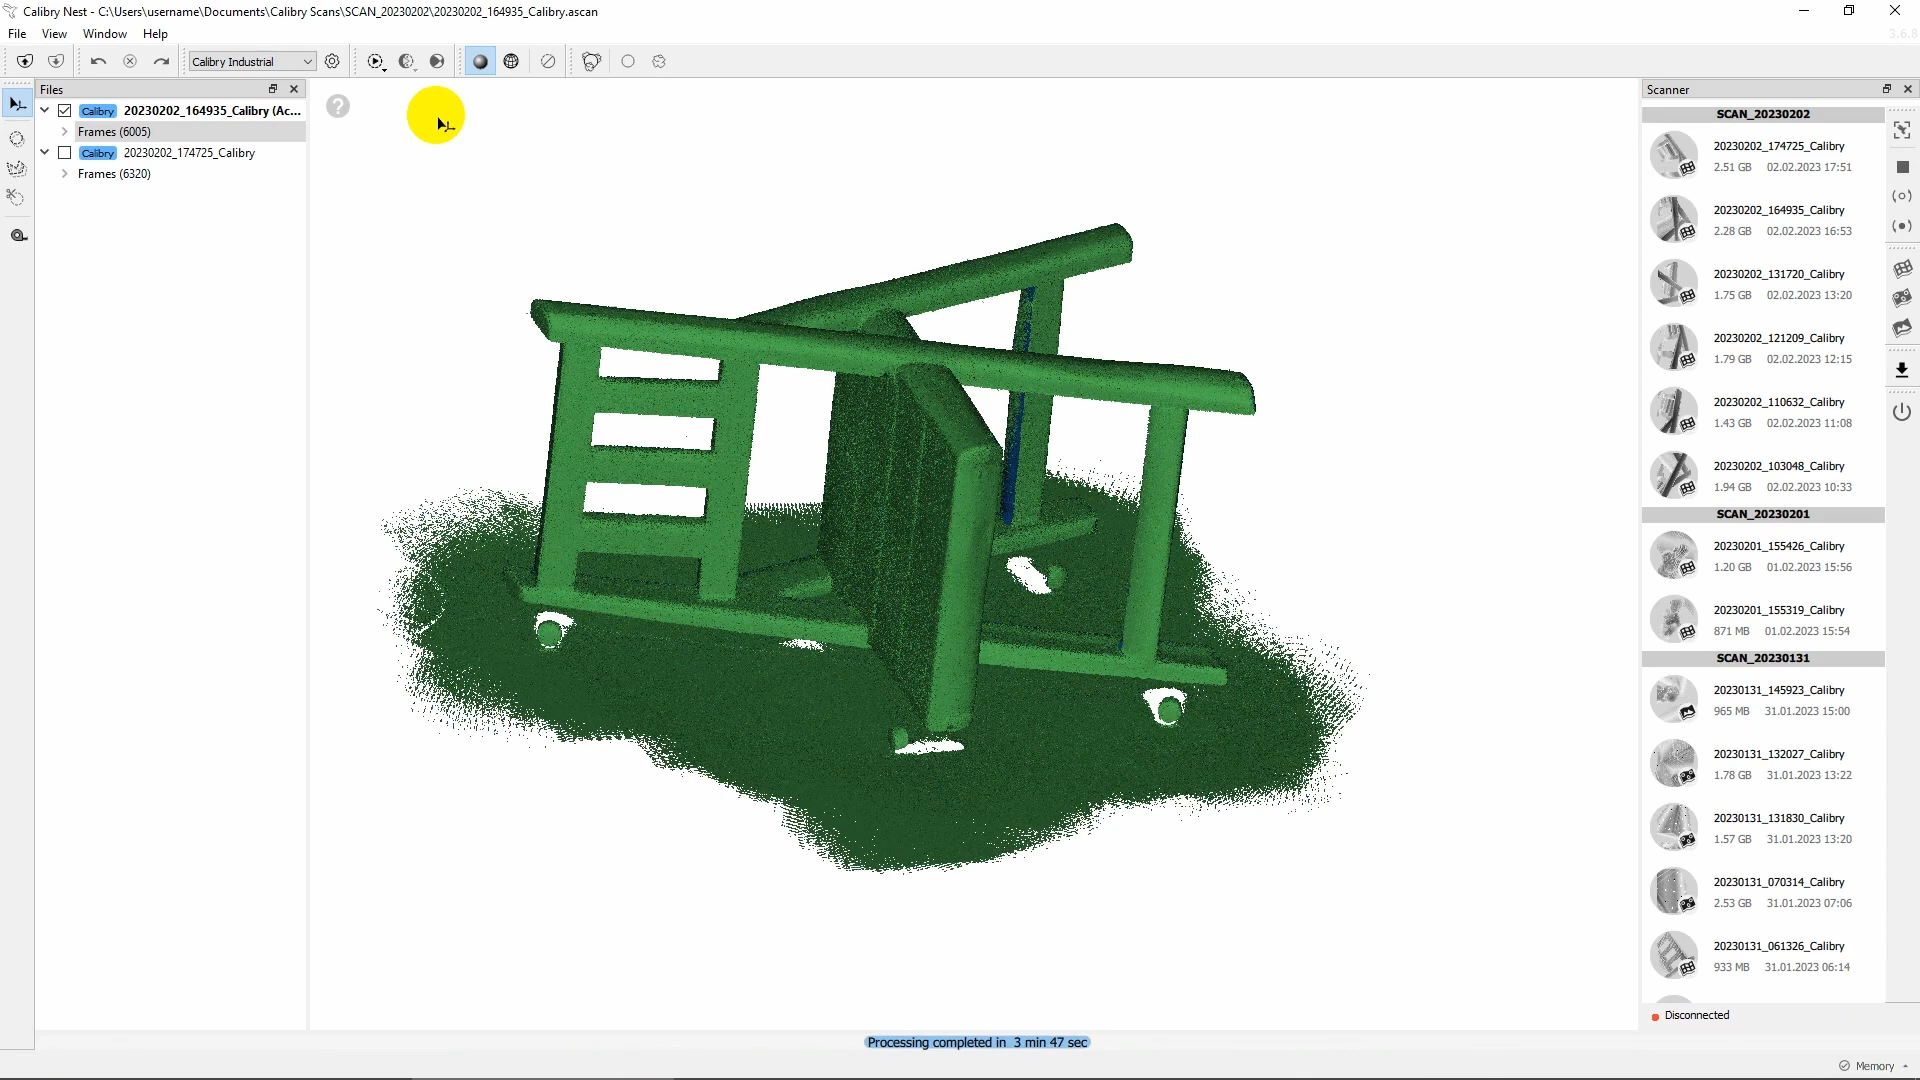 Calibry Nest - C:\Users\username\Documents\Calibry Scans\SCAN_20230202\20230202_164935_Calibry.ascan
File View Window Help
3.6.8
Calibry Industrial
Files
Calibry 20230202_164935_Calibry (Ac...
Frames (6005)
Calibry 20230202_174725_Calibry
Frames (6320)
?
Scanner
SCAN_20230202
20230202_174725_Calibry
2.51 GB 02.02.2023 17:51
20230202_164935_Calibry
2.28 GB 02.02.2023 16:53
20230202_131720_Calibry
1.75 GB 02.02.2023 13:20
20230202_121209_Calibry
1.79 GB 02.02.2023 12:15
20230202_110632_Calibry
1.43 GB 02.02.2023 11:08
20230202_103048_Calibry
1.94 GB 02.02.2023 10:33
SCAN_20230201
20230201_155426_Calibry
1.20 GB 01.02.2023 15:56
20230201_155319_Calibry
871 MB 01.02.2023 15:54
SCAN_20230131
20230131_145923_Calibry
965 MB 31.01.2023 15:00
20230131_132027_Calibry
1.78 GB 31.01.2023 13:22
20230131_131830_Calibry
1.57 GB 31.01.2023 13:20
20230131_070314_Calibry
2.53 GB 31.01.2023 07:06
20230131_061326_Calibry
933 MB 31.01.2023 06:14
Disconnected
Processing completed in 3 min 47 sec
Memory